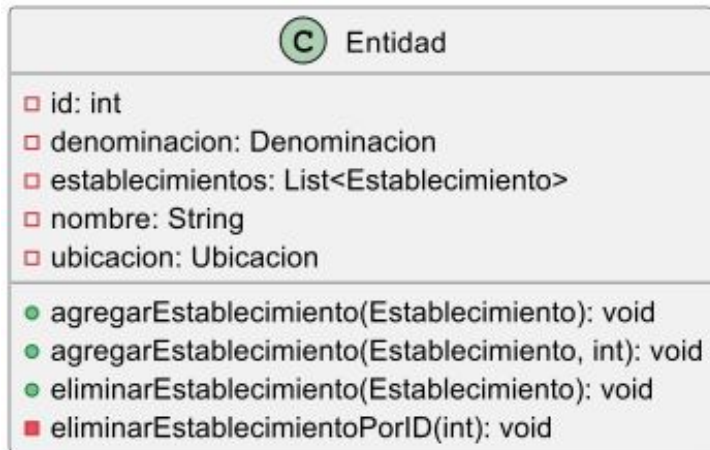 C Entidad
id: int
denominacion: Denominacion
establecimientos: List<Establecimiento>
nombre: String
ubicacion: Ubicacion
agregarEstablecimiento(Establecimiento): void
agregarEstablecimiento(Establecimiento, int): void
eliminarEstablecimiento(Establecimiento): void
eliminarEstablecimientoPorID(int): void